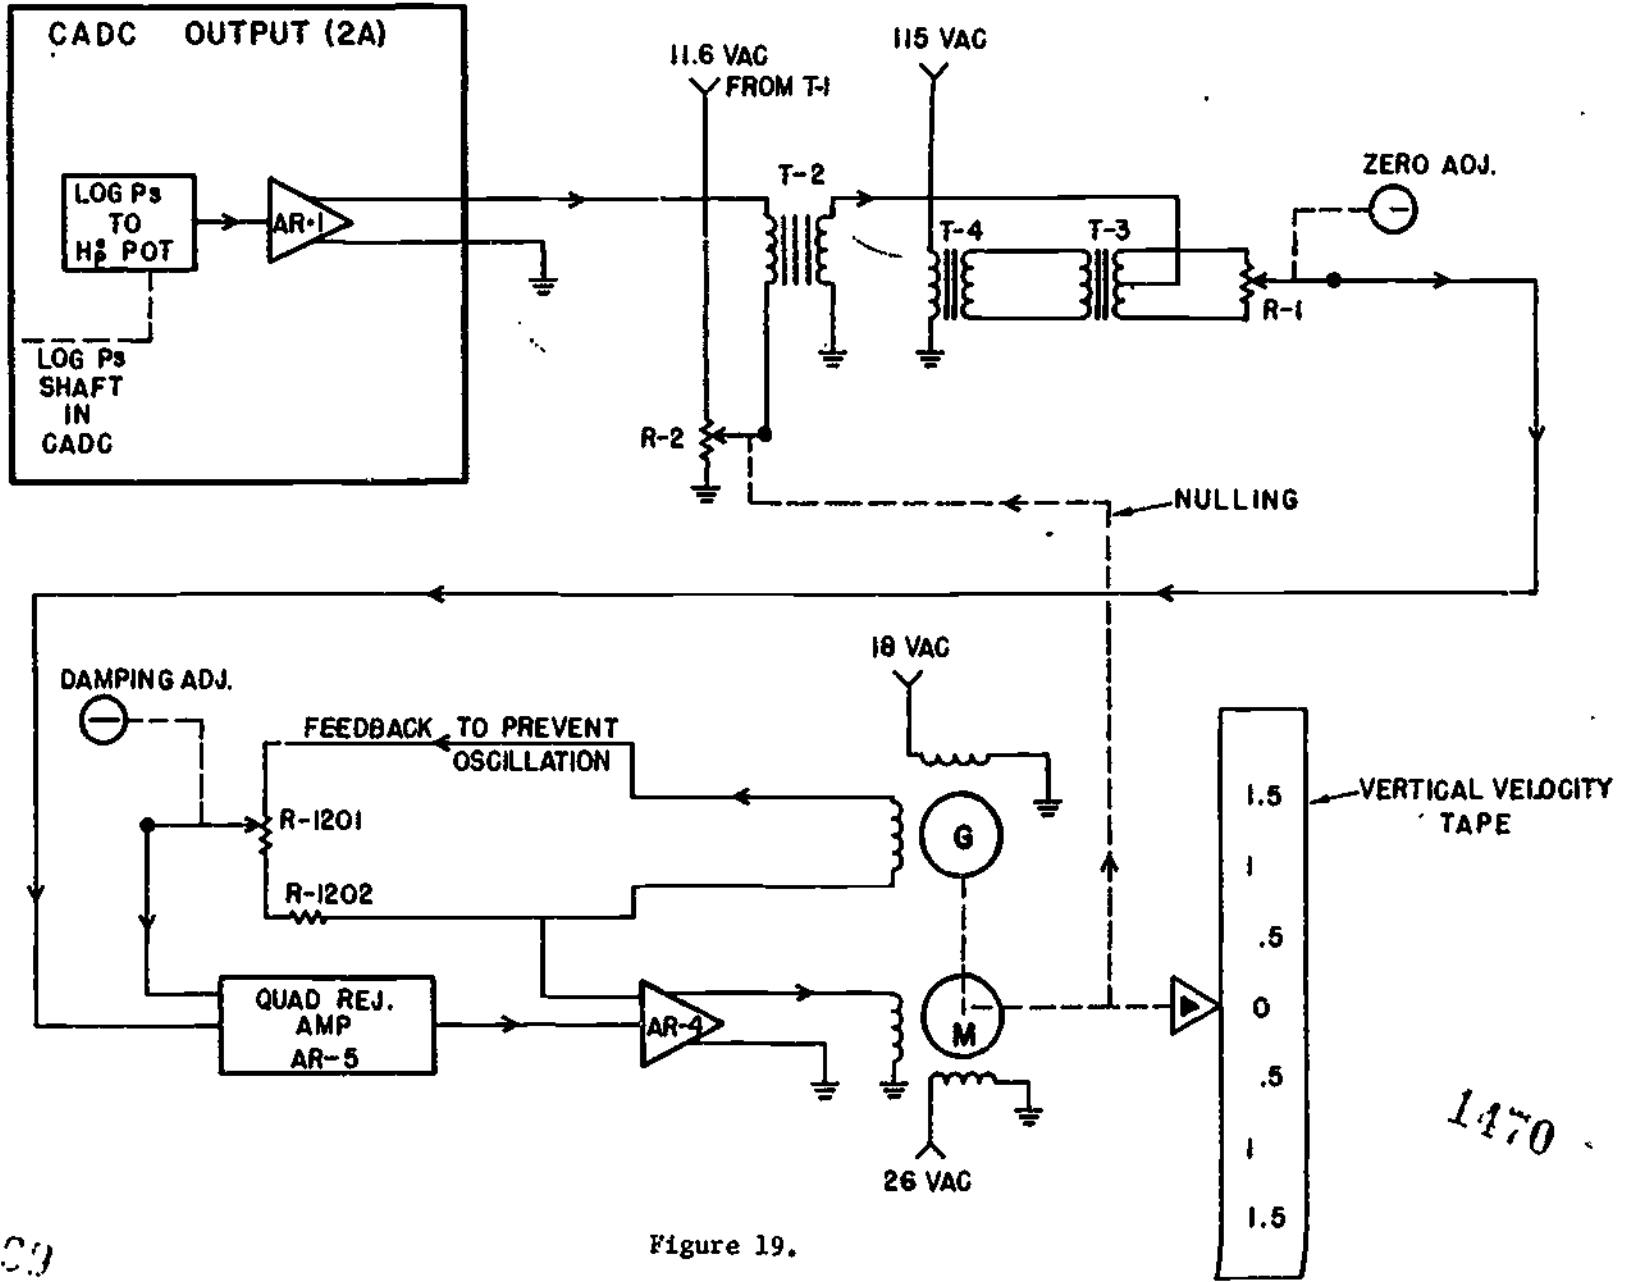 CADC OUTPUT (2A)
11.6 VAC
FROM T-1
115 VAC
ZERO ADJ.
LOG Ps
TO
POT
AR-1
T-2
T-4
T-3
R-1
LOG Ps
SHAFT
IN
CADC
R-2
NULLING
18 VAC
DAMPING ADJ.
FEEDBACK TO PREVENT
OSCILLATION
R-1201
R-1202
G
QUAD REJ.
AMP
AR-5
AR-4
M
26 VAC
1.5
1
.5
0
.5
1
1.5
VERTICAL VELOCITY
TAPE
1470
Figure 19.